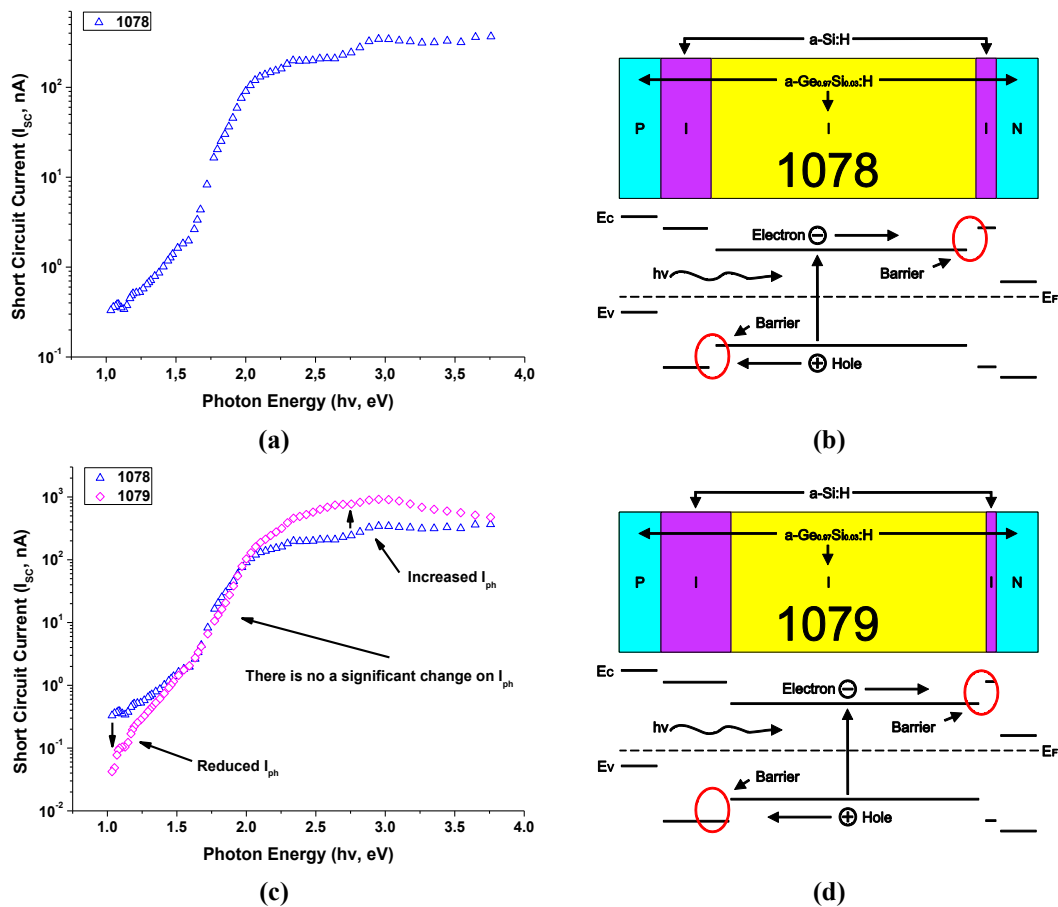 1078
Short Circuit Current (I_SC, nA)
10^2
10^1
10^0
10^-1
1,0 1,5 2,0 2,5 3,0 3,5 4,0
Photon Energy (hν, eV)
(a)
a-Si:H
a-Ge0.97Si0.03:H
P I I I N
1078
Ec
Electron −
Barrier
hv
EF
Ev
Barrier
+ Hole
(b)
1078
1079
Short Circuit Current (I_SC, nA)
10^3
10^2
10^1
10^0
10^-1
10^-2
Increased I_ph
There is no a significant change on I_ph
Reduced I_ph
1.0 1.5 2.0 2.5 3.0 3.5 4.0
Photon Energy (hν, eV)
(c)
a-Si:H
a-Ge0.97Si0.03:H
P I I I N
1079
Ec
Electron −
Barrier
hv
EF
Ev
Barrier
+ Hole
(d)